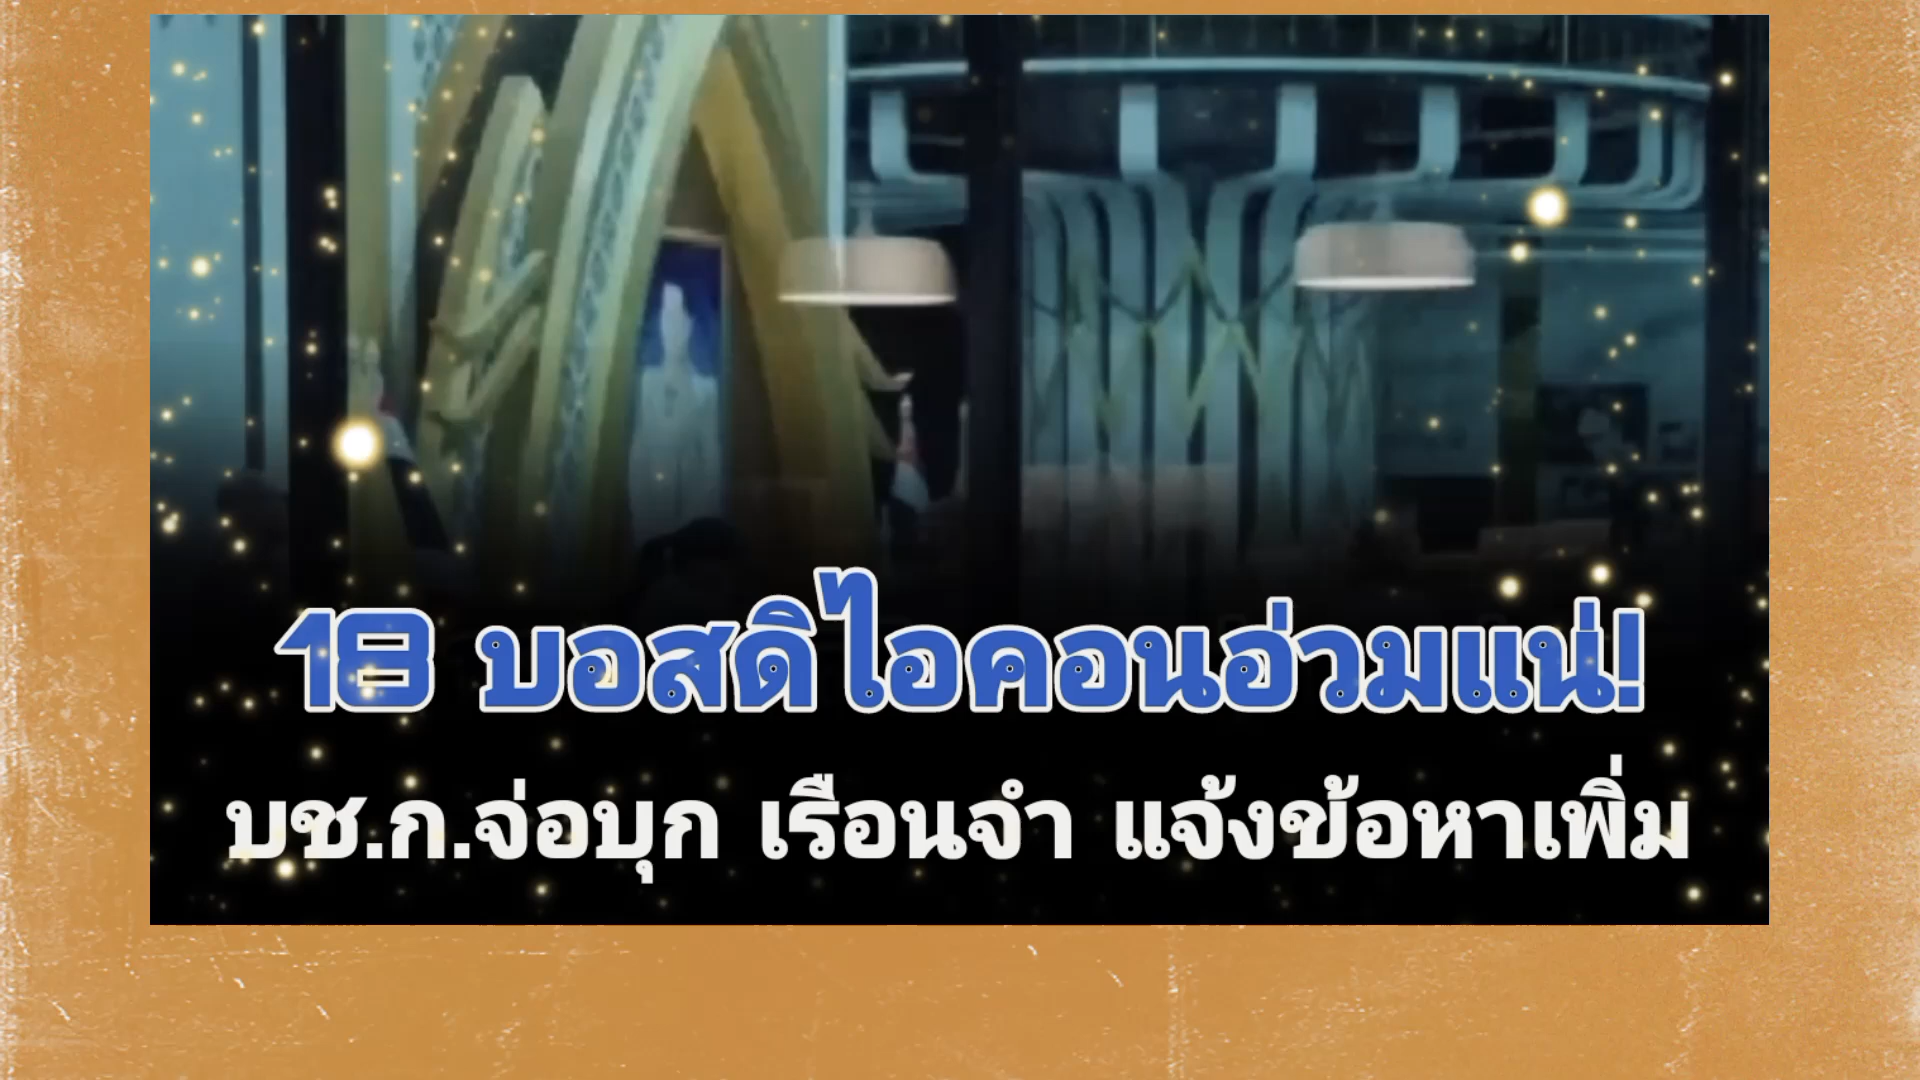 18 บอสดิไอคอนอ่วมแน่!
บช.ก.จ่อบุก เรือนจำ แจ้งข้อหาเพิ่ม